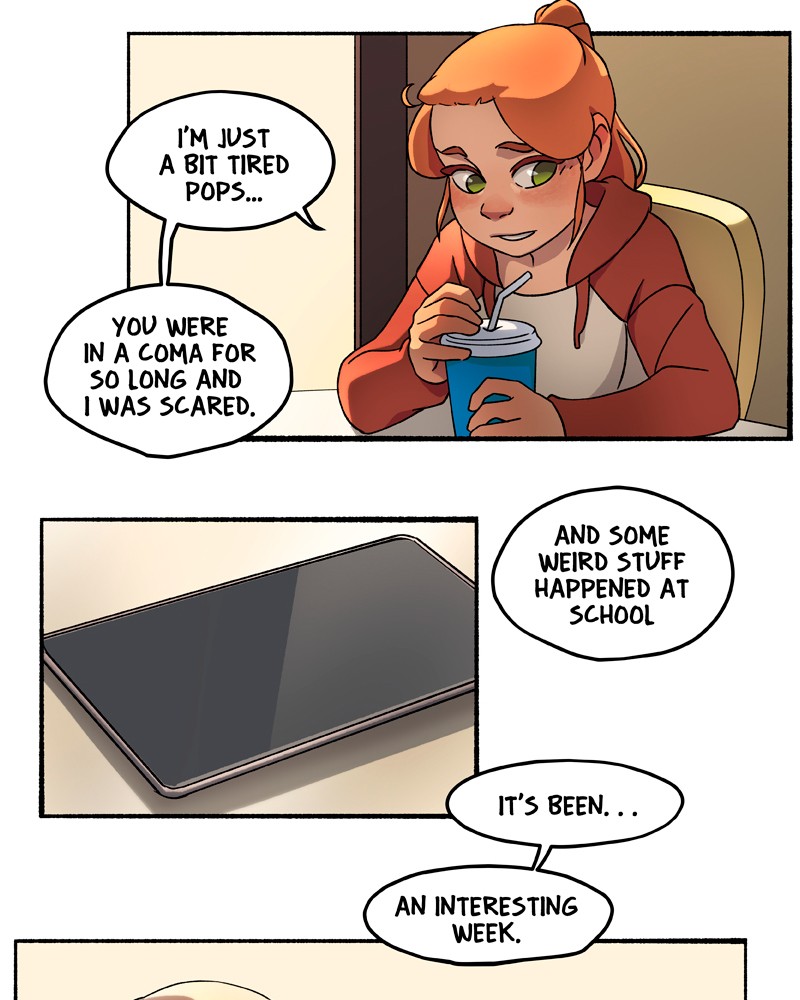 I'M JUST
A BIT TIRED
POPS...
YOU WERE
IN A COMA FOR
SO LONG AND
I WAS SCARED.
AND SOME
WEIRD STUFF
HAPPENED AT
SCHOOL
IT'S BEEN...
AN INTERESTING
WEEK.